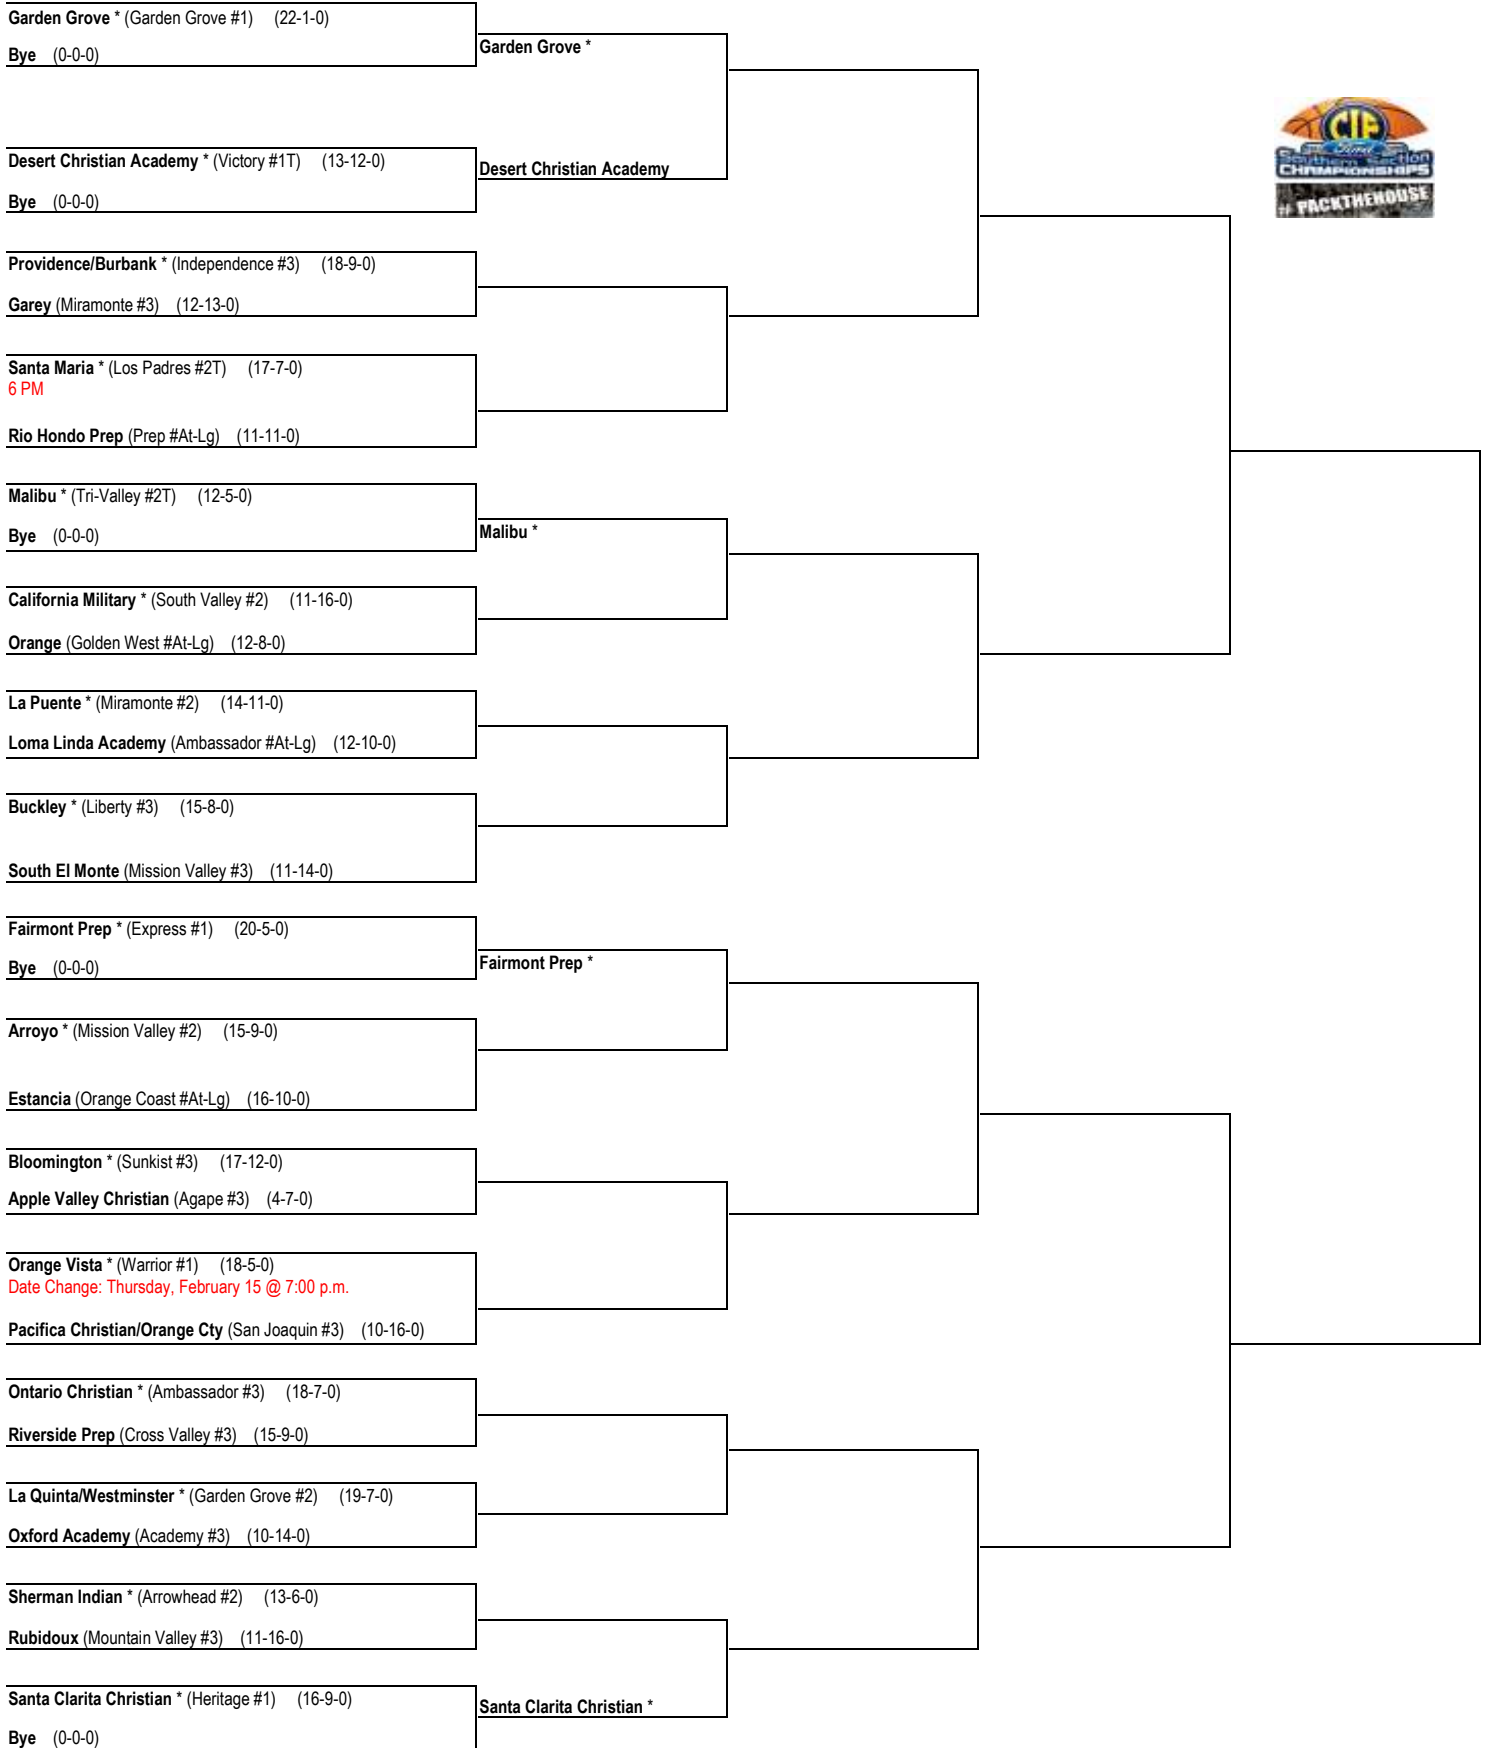 Garden Grove * (Garden Grove #1) (22-1-0)
Bye (0-0-0)
Garden Grove *
Desert Christian Academy * (Victory #1T) (13-12-0)
Bye (0-0-0)
Desert Christian Academy
CIF
Ford
Southern Section
CHAMPIONSHIPS
# PACKTHEHOUSE
Providence/Burbank * (Independence #3) (18-9-0)
Garey (Miramonte #3) (12-13-0)
Santa Maria * (Los Padres #2T) (17-7-0)
6 PM
Rio Hondo Prep (Prep #At-Lg) (11-11-0)
Malibu * (Tri-Valley #2T) (12-5-0)
Bye (0-0-0)
Malibu *
California Military * (South Valley #2) (11-16-0)
Orange (Golden West #At-Lg) (12-8-0)
La Puente * (Miramonte #2) (14-11-0)
Loma Linda Academy (Ambassador #At-Lg) (12-10-0)
Buckley * (Liberty #3) (15-8-0)
South El Monte (Mission Valley #3) (11-14-0)
Fairmont Prep * (Express #1) (20-5-0)
Bye (0-0-0)
Fairmont Prep *
Arroyo * (Mission Valley #2) (15-9-0)
Estancia (Orange Coast #At-Lg) (16-10-0)
Bloomington * (Sunkist #3) (17-12-0)
Apple Valley Christian (Agape #3) (4-7-0)
Orange Vista * (Warrior #1) (18-5-0)
Date Change: Thursday, February 15 @ 7:00 p.m.
Pacifica Christian/Orange Cty (San Joaquin #3) (10-16-0)
Ontario Christian * (Ambassador #3) (18-7-0)
Riverside Prep (Cross Valley #3) (15-9-0)
La Quinta/Westminster * (Garden Grove #2) (19-7-0)
Oxford Academy (Academy #3) (10-14-0)
Sherman Indian * (Arrowhead #2) (13-6-0)
Rubidoux (Mountain Valley #3) (11-16-0)
Santa Clarita Christian * (Heritage #1) (16-9-0)
Bye (0-0-0)
Santa Clarita Christian *